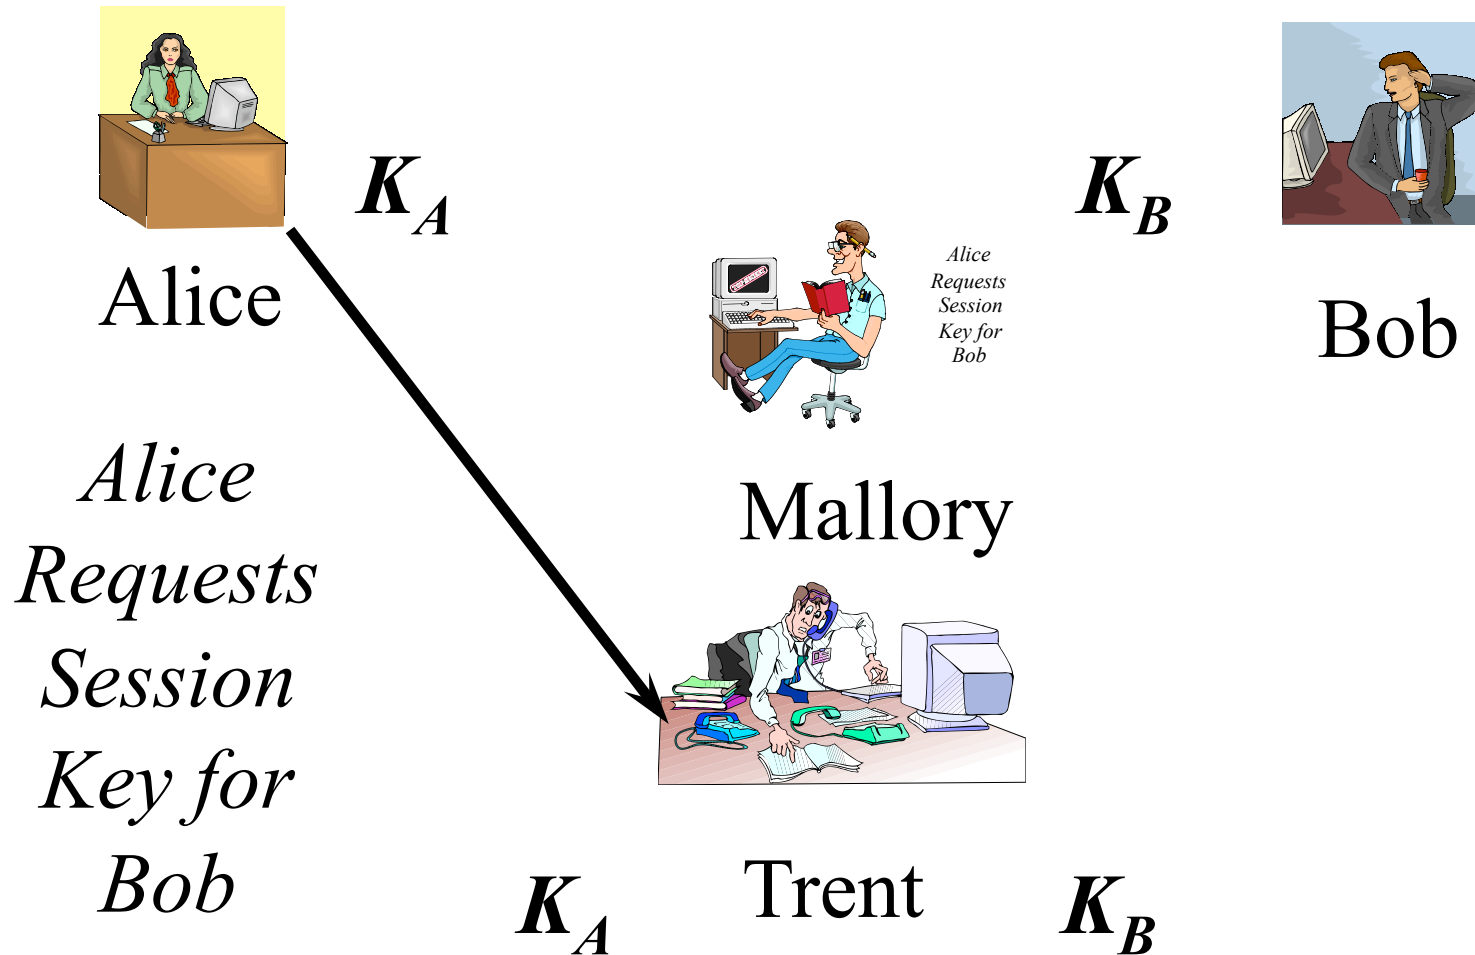 K_A
K_B
Alice
Alice
Requests
Session
Key for
Bob
Bob
Mallory
Alice
Requests
Session
Key for
Bob
Trent
K_A
K_B